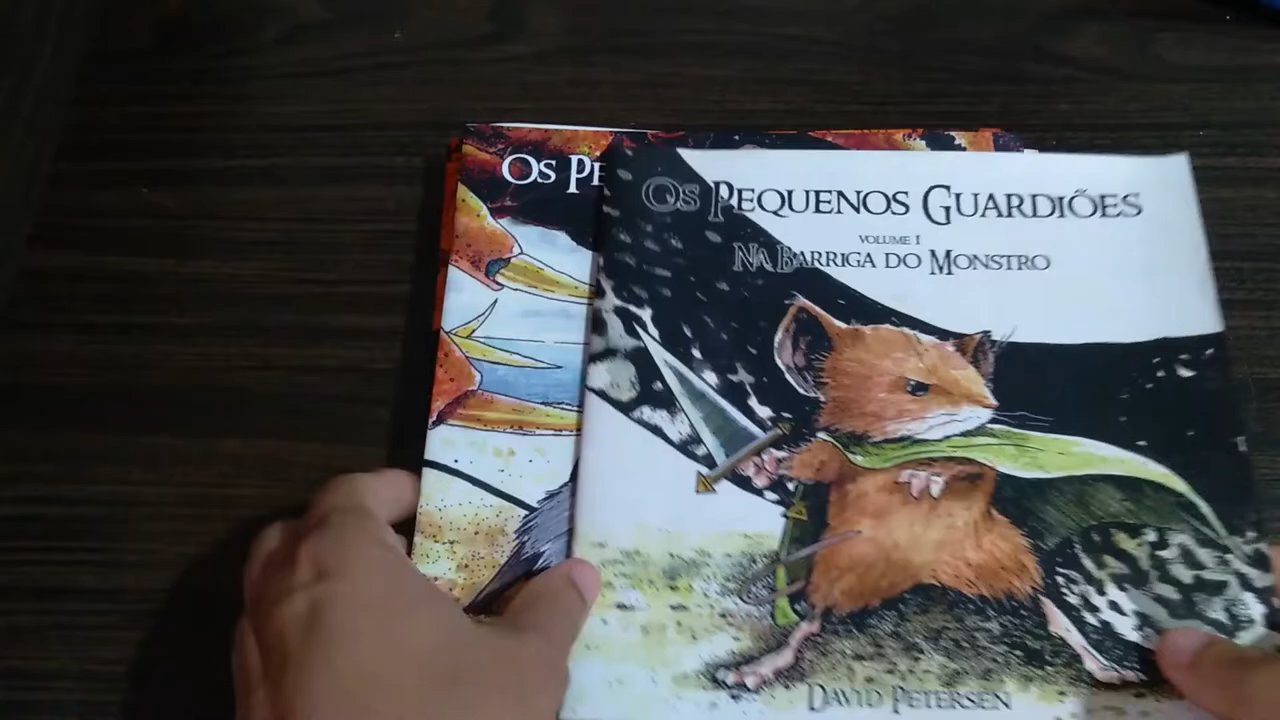 Os Pe
Os Pequenos Guardiões
Volume I
Na Barriga do Monstro
David Petersen